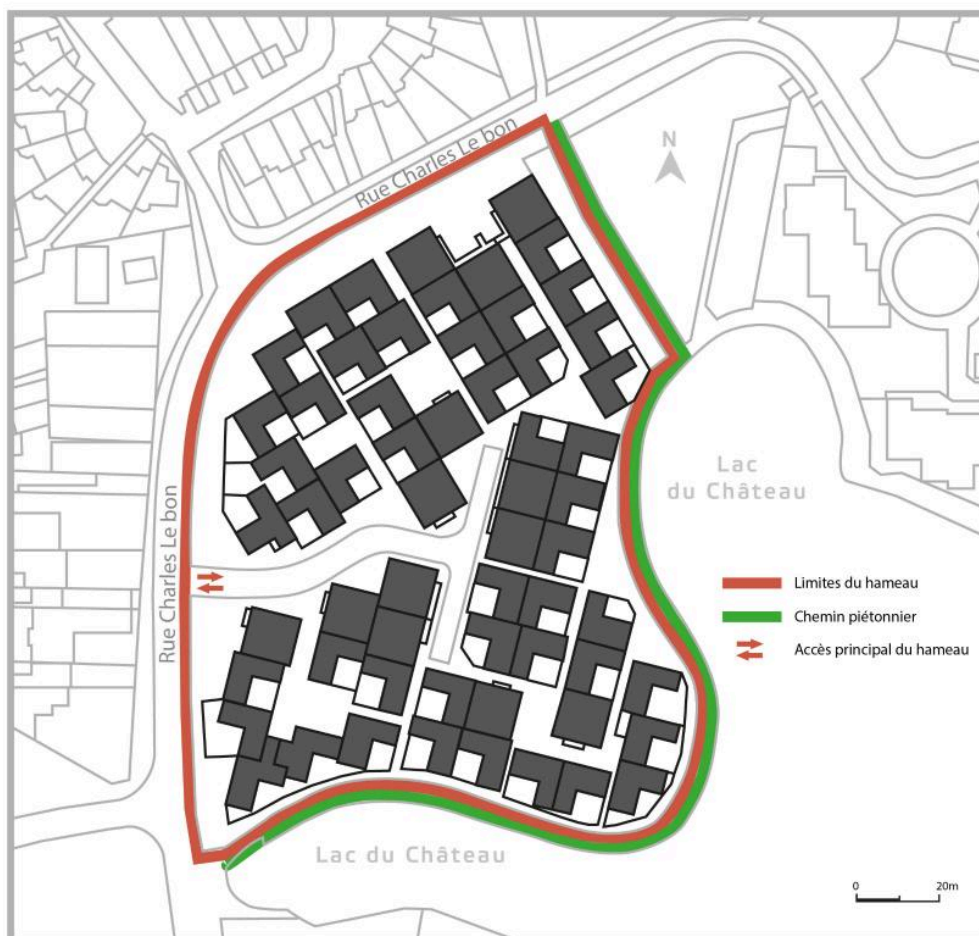 Rue Charles Le bon
N
Lac
du Château
Rue Charles Le bon
Limites du hameau
Chemin piétonnier
Accès principal du hameau
Lac du Château
0 20m